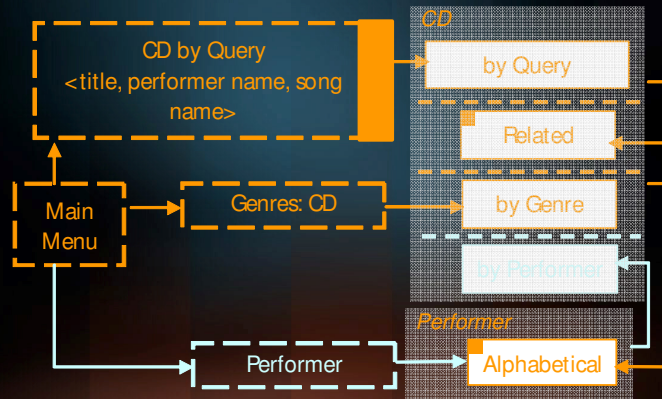 CD
CD by Query
<title, performer name, song
name>
by Query
Related
Main
Menu
Genres: CD
by Genre
by Performer
Performer
Performer
Alphabetical